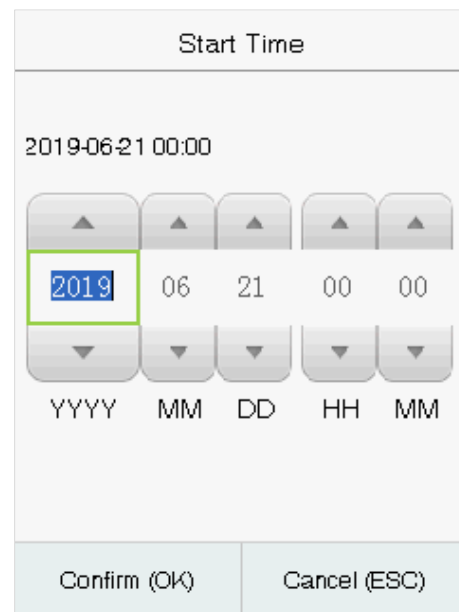 Start Time
2019-06-21 00:00
2019 06 21 00 00
YYYY MM DD HH MM
Confirm (OK) Cancel (ESC)